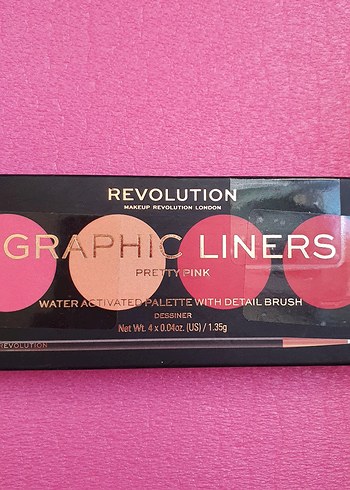 REVOLUTION
MAKEUP REVOLUTION LONDON
GRAPHIC LINERS
PRETTY PINK
WATER ACTIVATED PALETTE WITH DETAIL BRUSH
DESSINER
Net Wt. 4 x 0.04oz. (US) / 1.35g
REVOLUTION